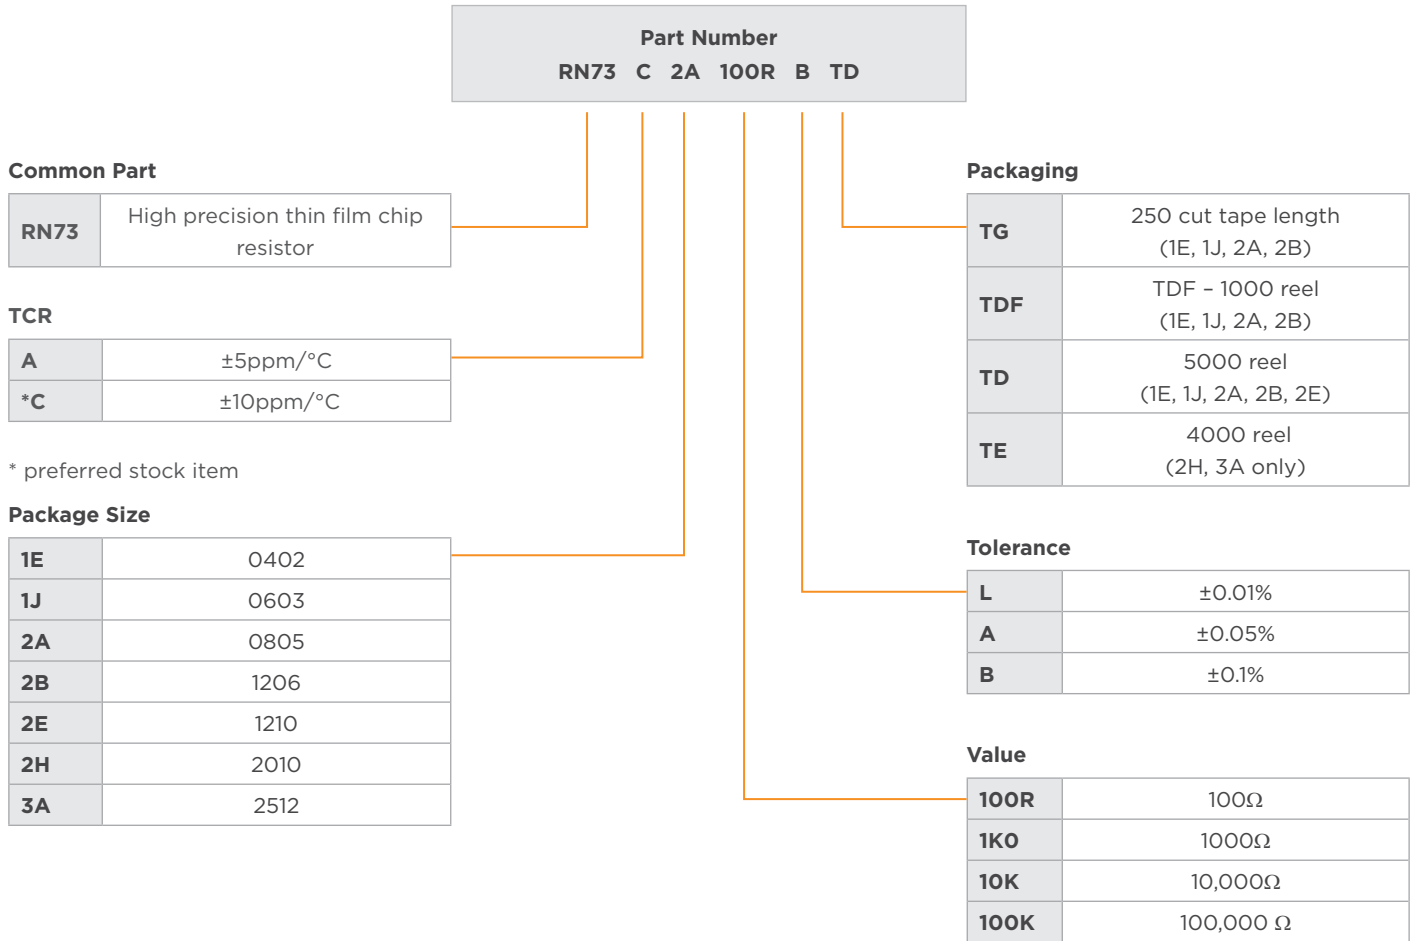 Part Number
RN73 C 2A 100R B TD
Common Part
RN73 High precision thin film chip
resistor
TCR
A ±5ppm/°C
*C ±10ppm/°C
* preferred stock item
Package Size
1E 0402
1J 0603
2A 0805
2B 1206
2E 1210
2H 2010
3A 2512
Packaging
TG 250 cut tape length
(1E, 1J, 2A, 2B)
TDF TDF – 1000 reel
(1E, 1J, 2A, 2B)
TD 5000 reel
(1E, 1J, 2A, 2B, 2E)
TE 4000 reel
(2H, 3A only)
Tolerance
L ±0.01%
A ±0.05%
B ±0.1%
Value
100R 100Ω
1K0 1000Ω
10K 10,000Ω
100K 100,000 Ω